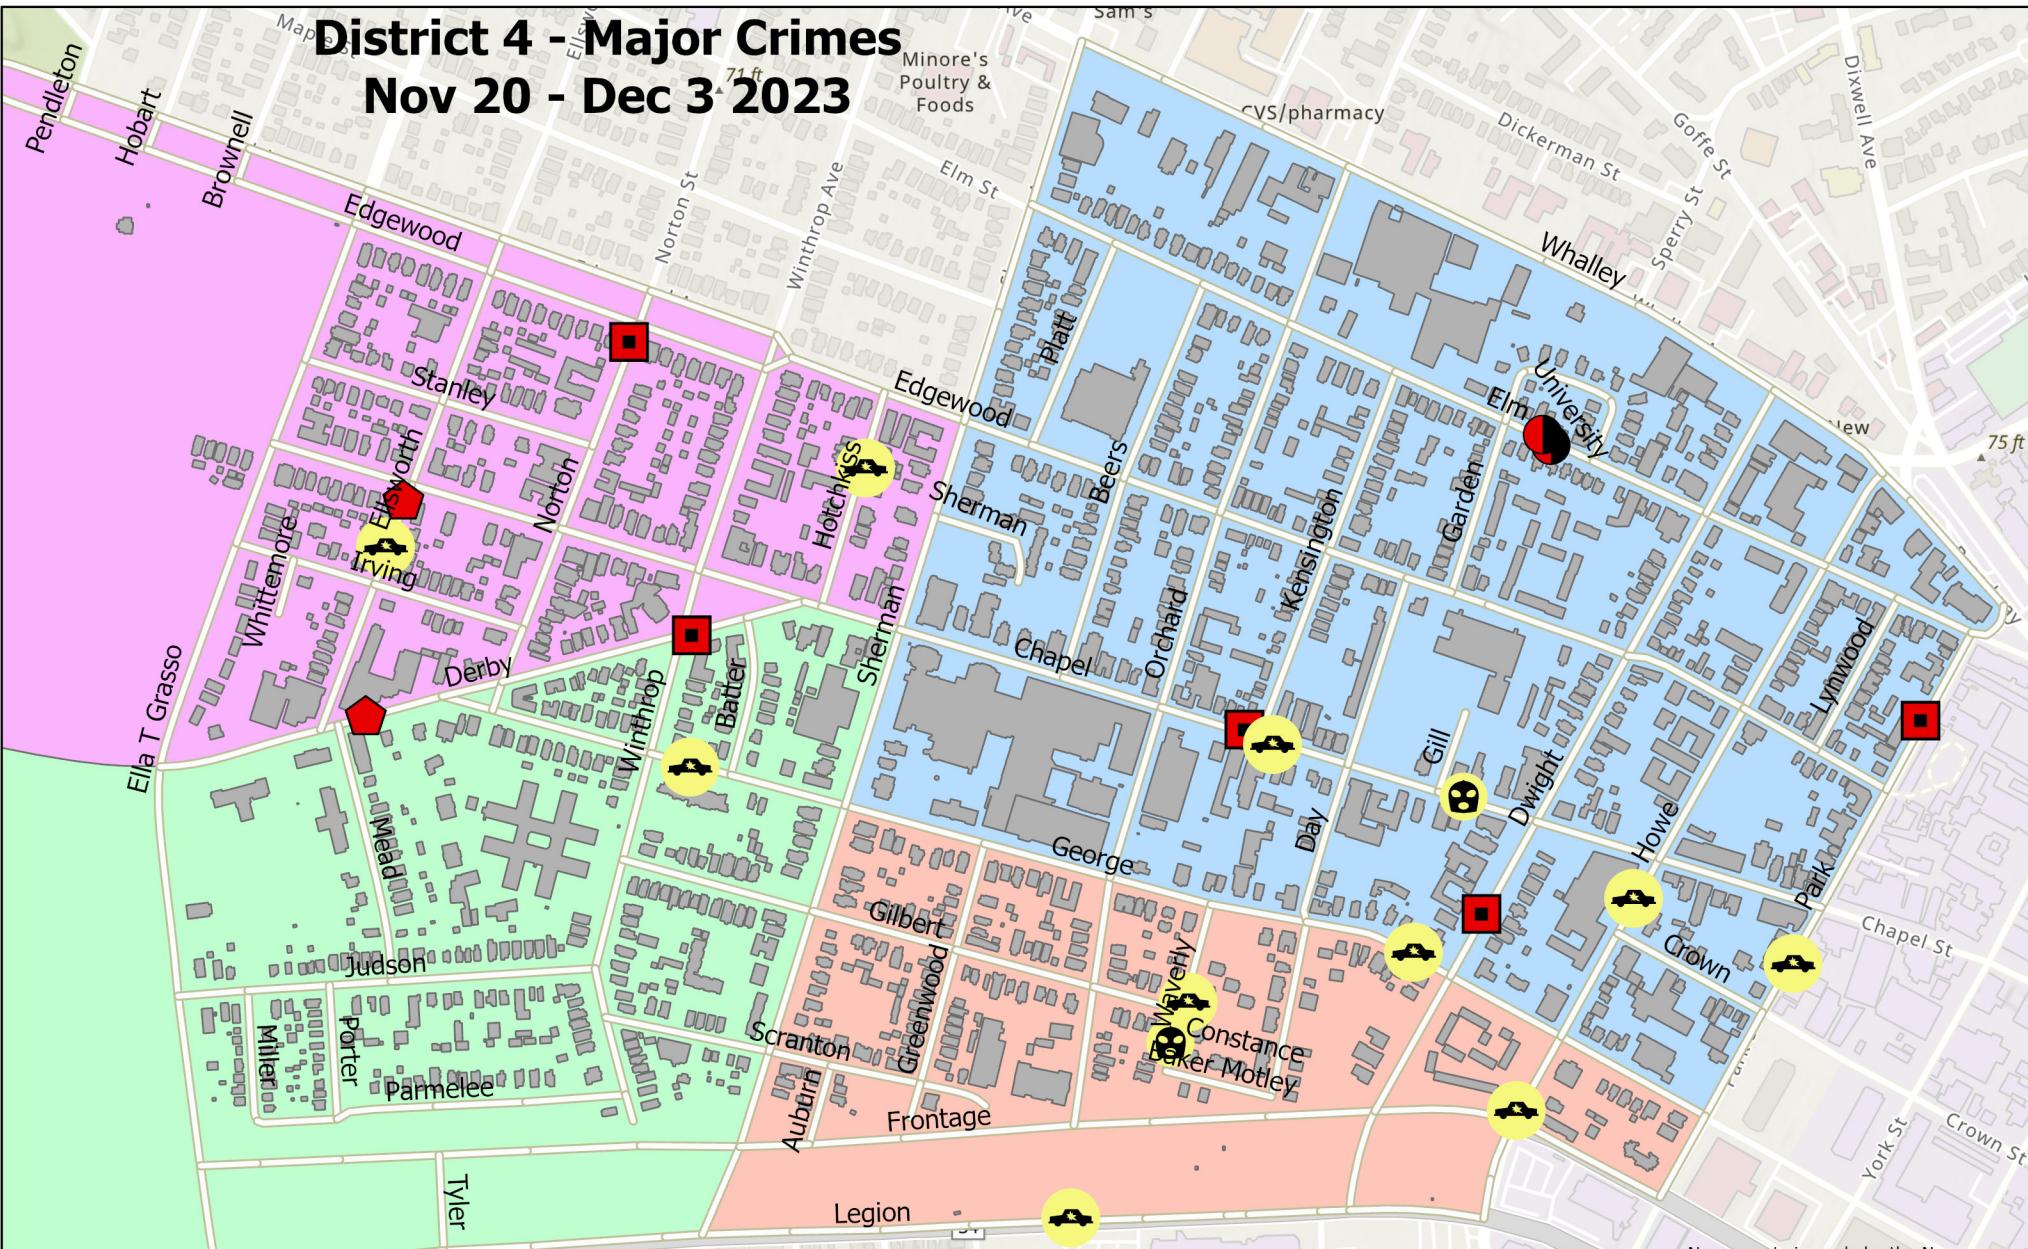 District 4 - Major Crimes
Nov 20 - Dec 3 2023
Sam's
Minore's
Poultry &
Foods
71 ft
CVS/pharmacy
Dickerman St
Goffe St
Dixwell Ave
Sperry St
Elm St
Norton St
Winthrop Ave
75 ft
Pendleton
Hobart
Brownell
Edgewood
Whalley
Edgewood
Platt
Stanley
Elm
University
Ellsworth
Norton
Hotchkiss
Sherman
Beers
Garden
Kensington
Whittemore
Irving
Sherman
Orchard
Chapel
Lynwood
Derby
Winthrop
Batter
Ella T Grasso
Gill
Dwight
Howe
Day
Park
Mead
George
Gilbert
Crown
Chapel St
Judson
Greenwood
Waverly
Miller
Porter
Scranton
Constance
Baker Motley
Parmelee
Auburn
Frontage
York St
Crown St
Tyler
Legion